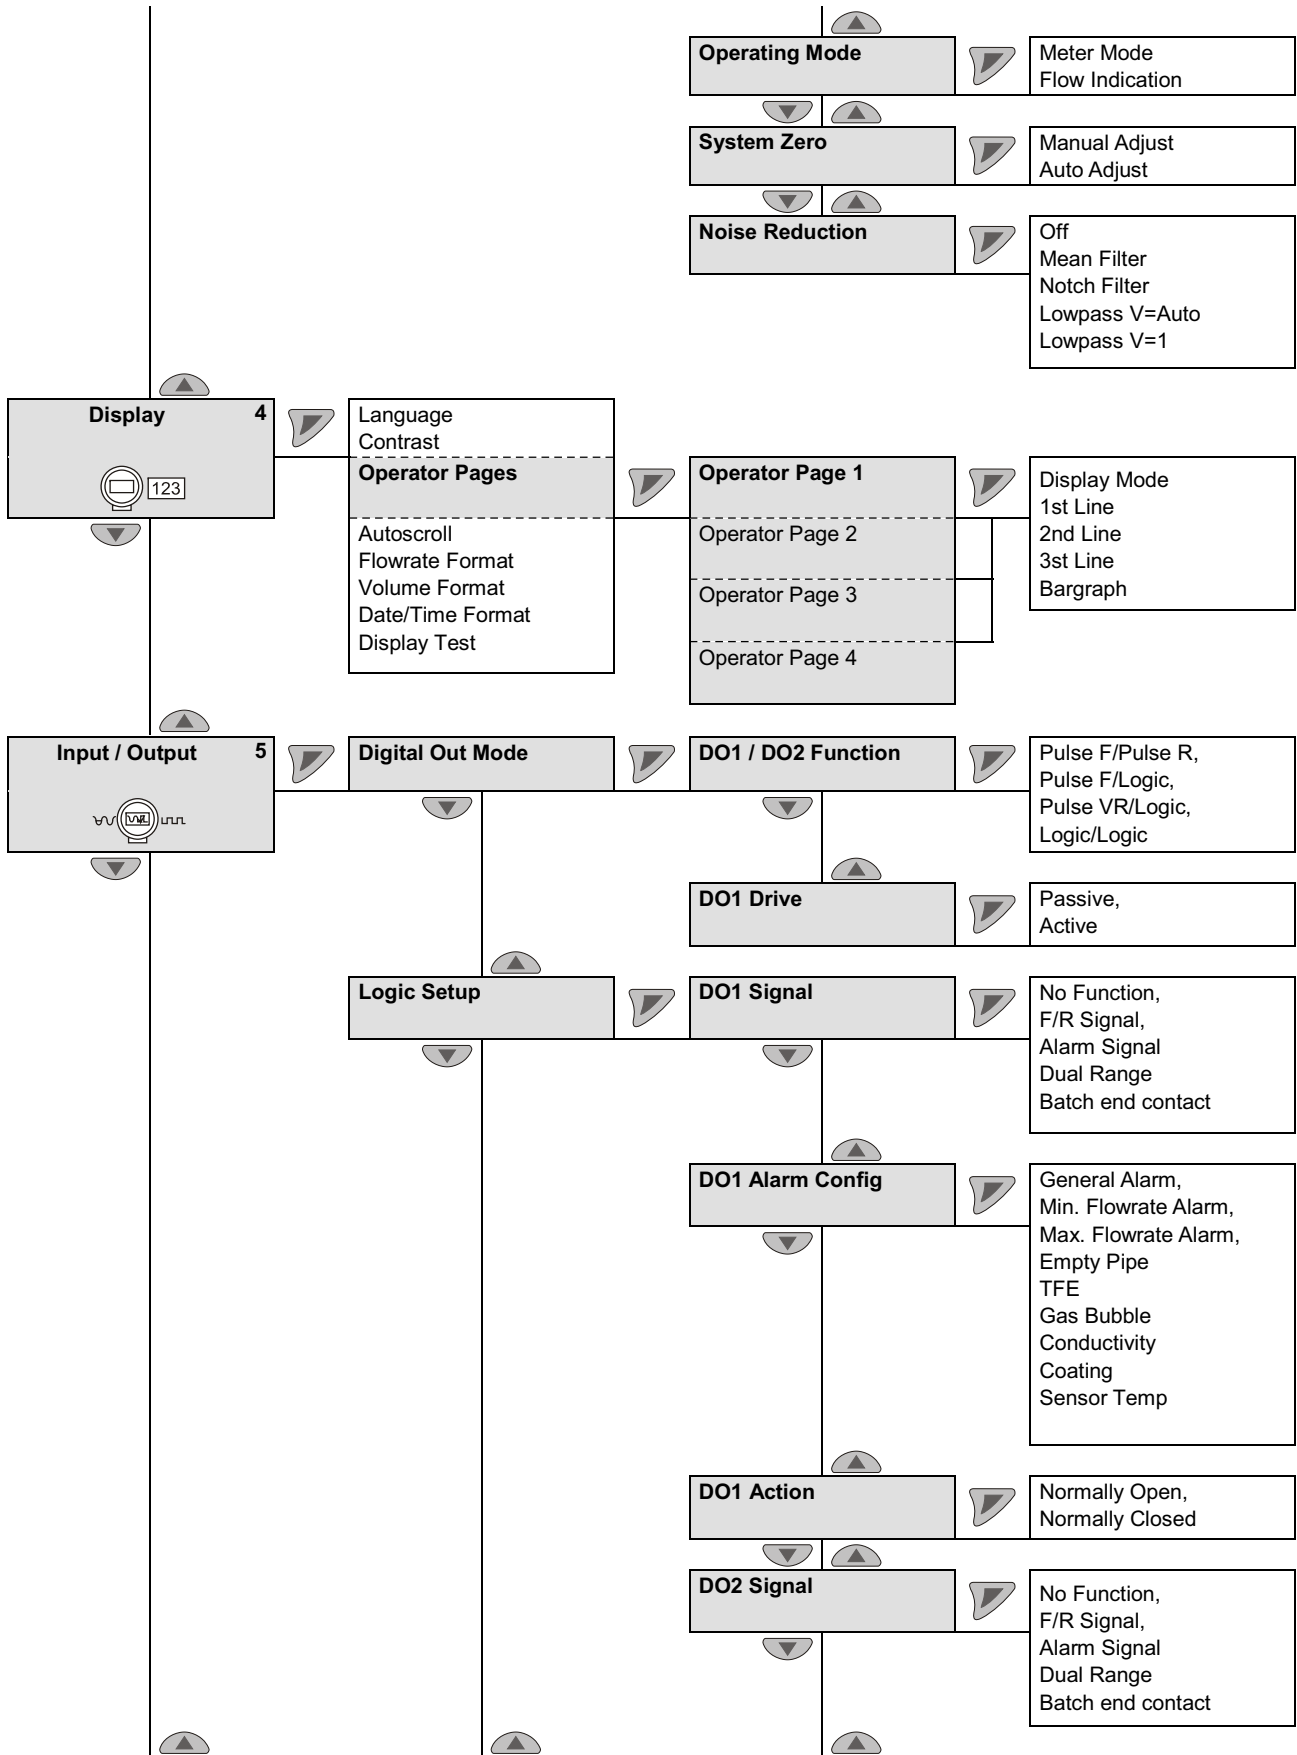 Operating Mode
Meter Mode
Flow Indication
System Zero
Manual Adjust
Auto Adjust
Noise Reduction
Off
Mean Filter
Notch Filter
Lowpass V=Auto
Lowpass V=1
Display 4
123
Language
Contrast
Operator Pages
Autoscroll
Flowrate Format
Volume Format
Date/Time Format
Display Test
Operator Page 1
Operator Page 2
Operator Page 3
Operator Page 4
Display Mode
1st Line
2nd Line
3st Line
Bargraph
Input / Output 5
Digital Out Mode
DO1 / DO2 Function
Pulse F/Pulse R,
Pulse F/Logic,
Pulse VR/Logic,
Logic/Logic
DO1 Drive
Passive,
Active
Logic Setup
DO1 Signal
No Function,
F/R Signal,
Alarm Signal
Dual Range
Batch end contact
DO1 Alarm Config
General Alarm,
Min. Flowrate Alarm,
Max. Flowrate Alarm,
Empty Pipe
TFE
Gas Bubble
Conductivity
Coating
Sensor Temp
DO1 Action
Normally Open,
Normally Closed
DO2 Signal
No Function,
F/R Signal,
Alarm Signal
Dual Range
Batch end contact